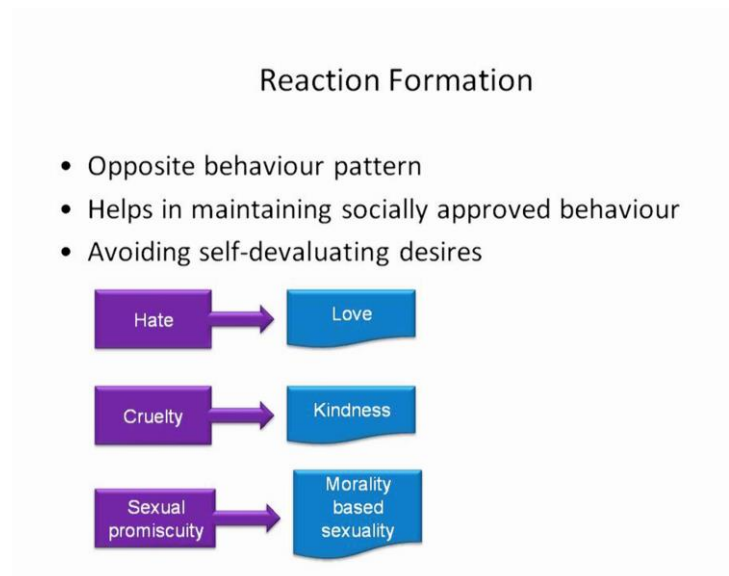 Reaction Formation
• Opposite behaviour pattern
• Helps in maintaining socially approved behaviour
• Avoiding self-devaluating desires
Hate
Love
Cruelty
Kindness
Sexual
promiscuity
Morality
based
sexuality